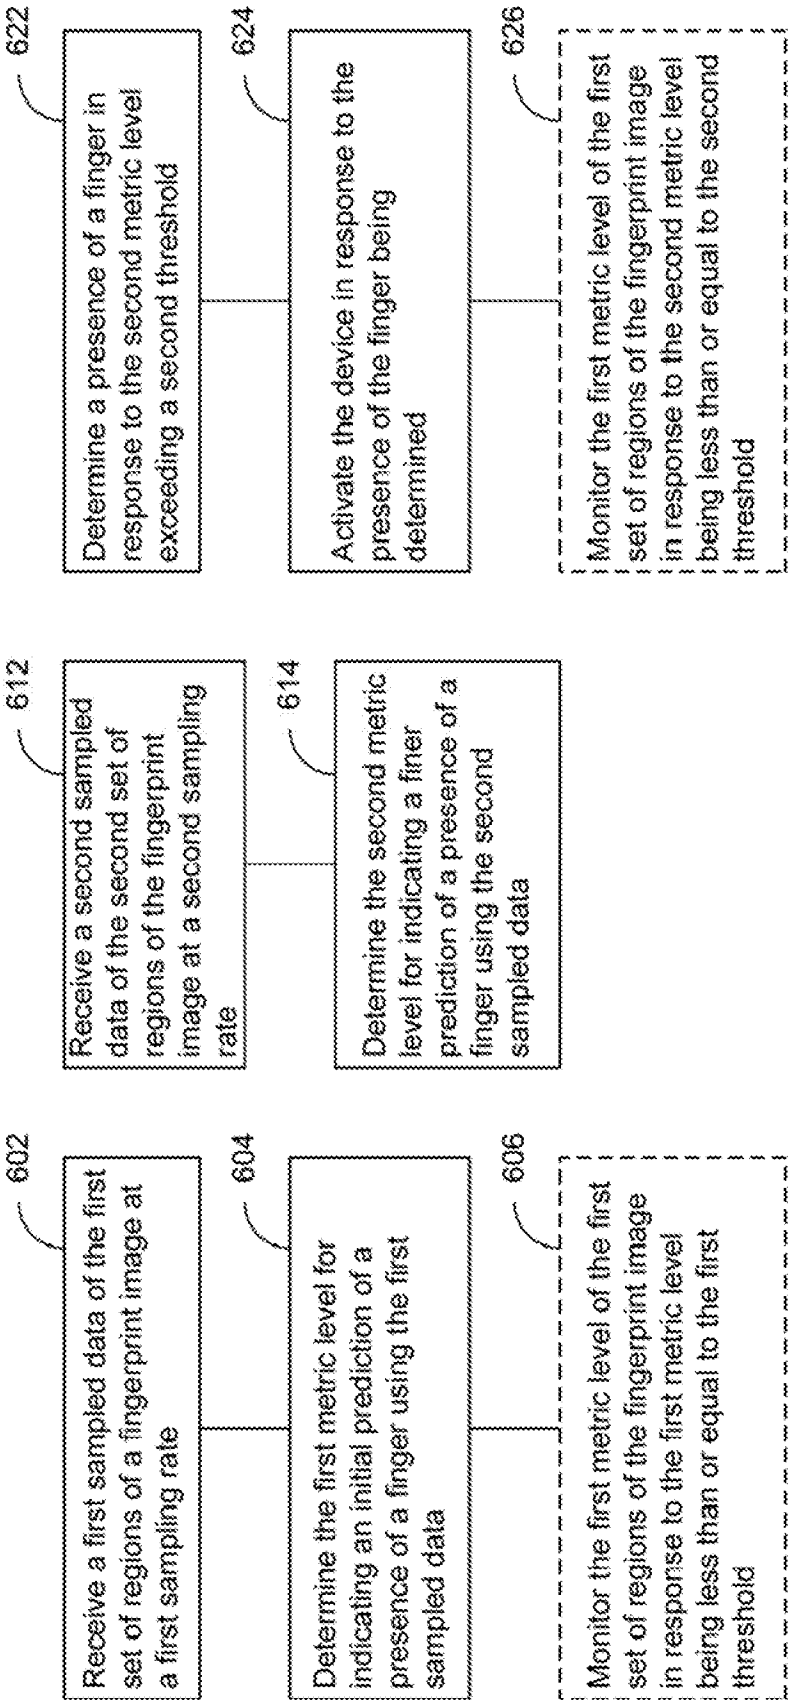 602
Receive a first sampled data of the first
set of regions of a fingerprint image at
a first sampling rate
604
Determine the first metric level for
indicating an initial prediction of a
presence of a finger using the first
sampled data
606
Monitor the first metric level of the first
set of regions of the fingerprint image
in response to the first metric level
being less than or equal to the first
threshold
612
Receive a second sampled
data of the second set of
regions of the fingerprint
image at a second sampling
rate
614
Determine the second metric
level for indicating a finer
prediction of a presence of a
finger using the second
sampled data
622
Determine a presence of a finger in
response to the second metric level
exceeding a second threshold
624
Activate the device in response to the
presence of the finger being
determined
626
Monitor the first metric level of the first
set of regions of the fingerprint image
in response to the second metric level
being less than or equal to the second
threshold